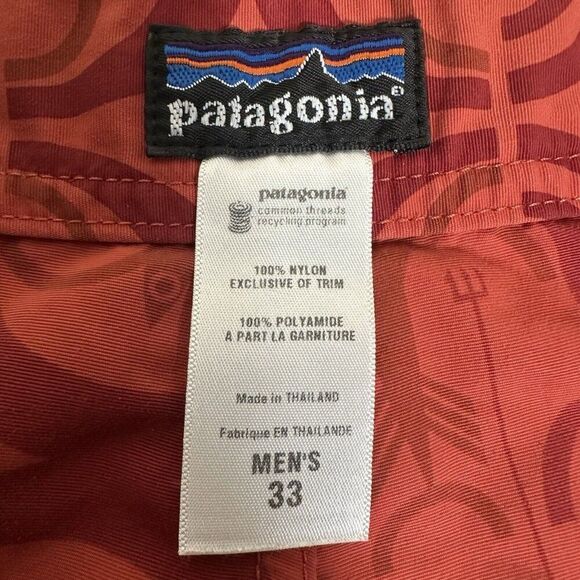 patagonia®
patagonia®
common threads
recycling program
100% NYLON
EXCLUSIVE OF TRIM
100% POLYAMIDE
A PART LA GARNITURE
Made in THAILAND
Fabrique EN THAILANDE
MEN'S
33